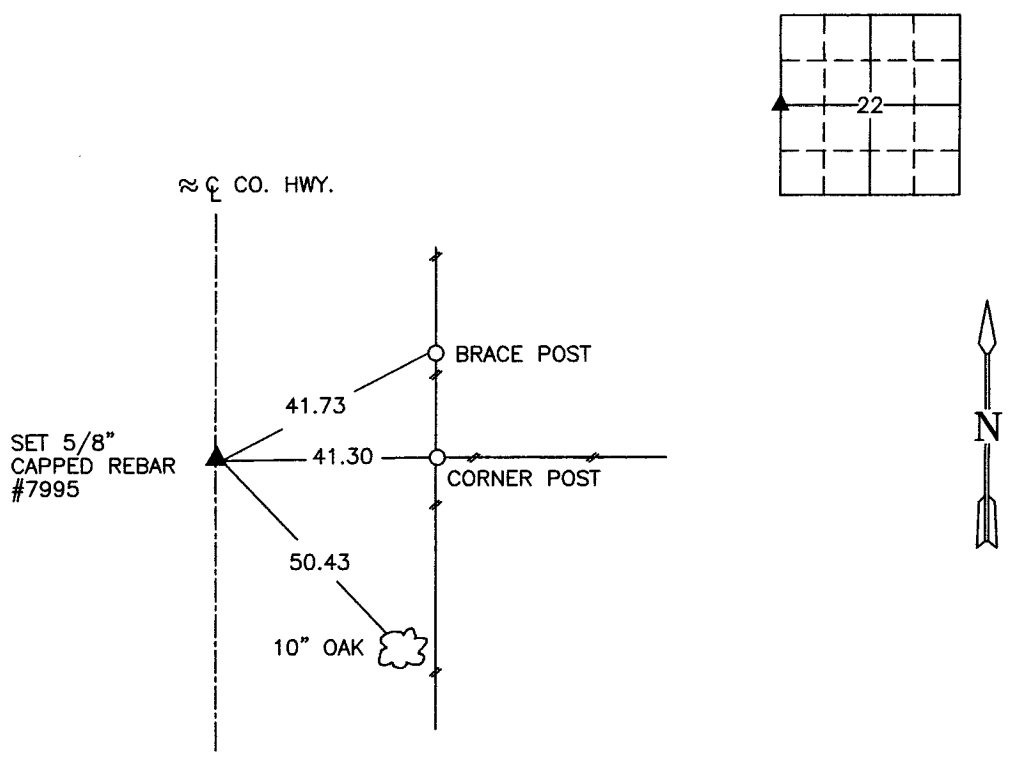 22
≈ ℄ CO. HWY.
BRACE POST
41.73
SET 5/8"
CAPPED REBAR
#7995
41.30
CORNER POST
50.43
10" OAK
N